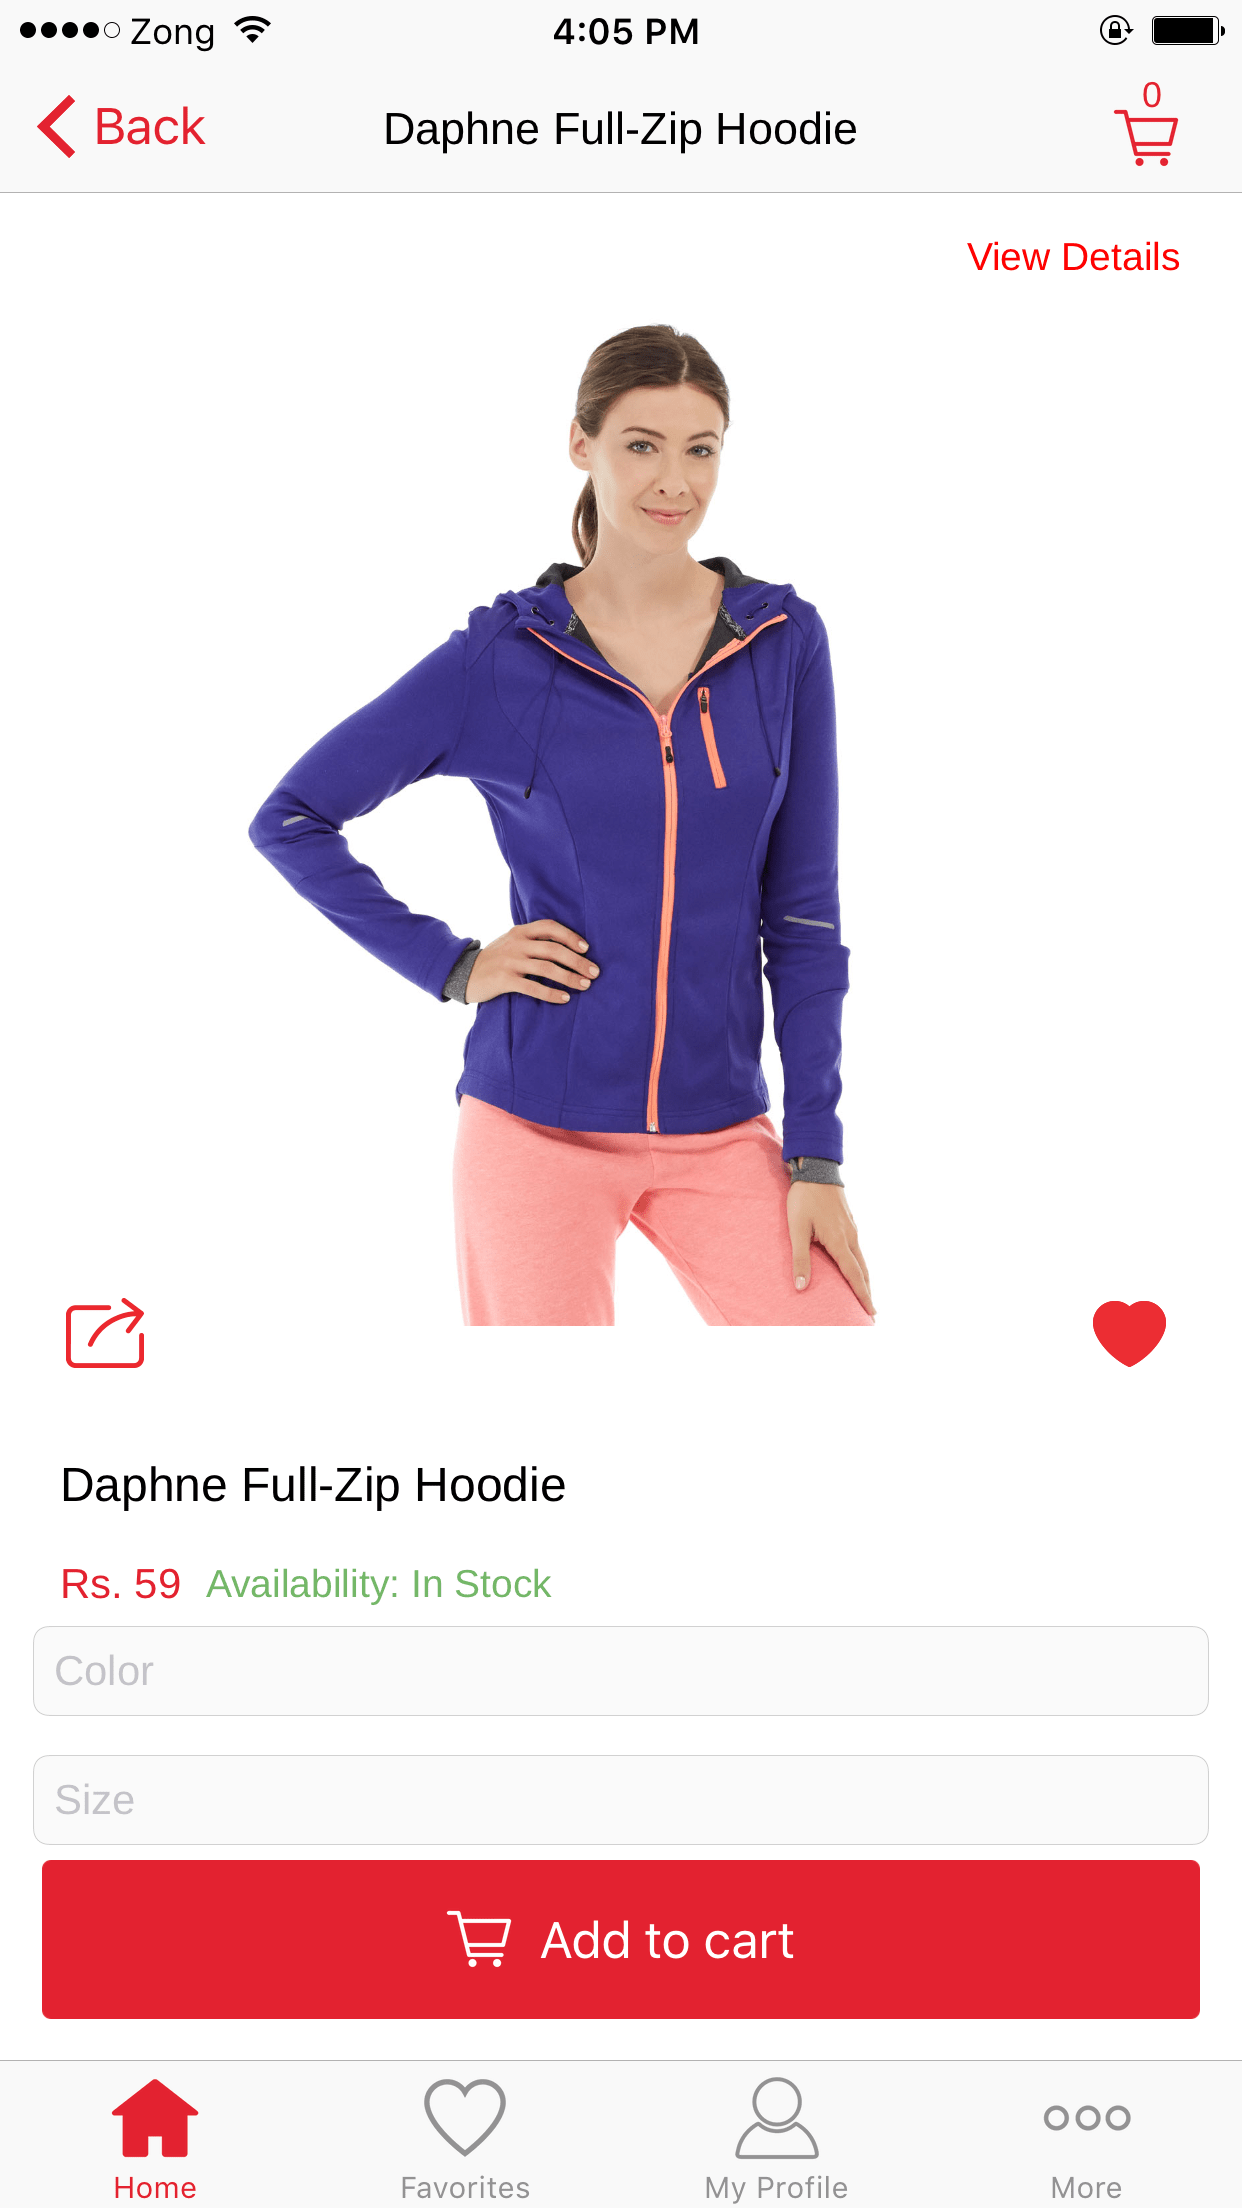 Zong 4:05 PM
Back Daphne Full-Zip Hoodie 0
View Details
Daphne Full-Zip Hoodie
Rs. 59 Availability: In Stock
Color
Size
Add to cart
Home Favorites My Profile More